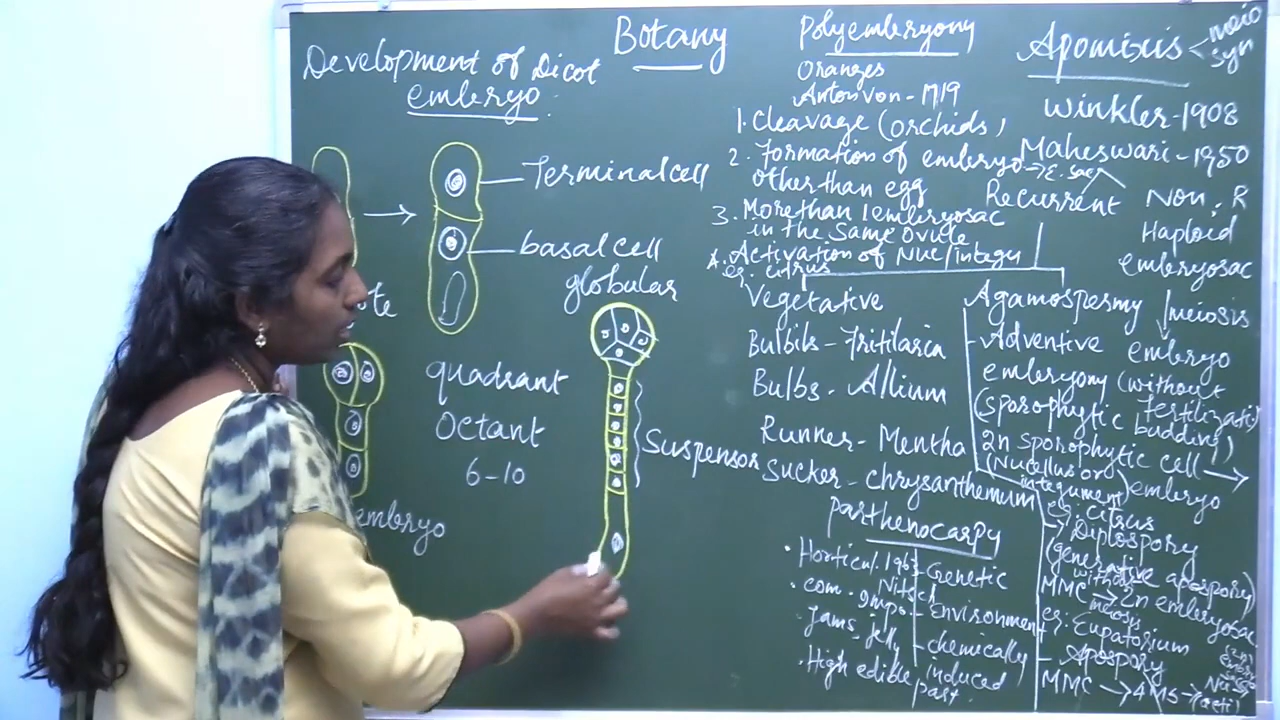 Botany
Development of Dicot
embryo.
Terminal cell
basal cell
globular
quadrant
Octant
6-10
Suspensor
embryo
Polyembryony
Oranges
Anton von - 1719
1. Cleavage (orchids)
2. Formation of embryo
other than egg
→ E. sac
3. More than 1 embryosac
in the same ovule
4. Activation of Nuc/integu
eg. citrus
Apomixis
Winkler - 1908
Maheswari - 1950
Recurrent
Non. R
Haploid
embryosac
meiosis
embryo
(without
fertilizati
Vegetative
Bulbils - Fritilaria
Bulbs - Allium
Runner - Mentha
Sucker - chrysanthemum
Agamospermy
- Adventive
embryony
(sporophytic budding)
2n sporophytic cell →
(Nucellus or
integument) embryo
eg: citrus
Diplospory
(generative apospory)
MMC → 2n embryosac
without
meiosis
eg: Eupatorium
- Apospory
MMC → 4 MS →
Parthenocarpy
· Horticul. 1963
Nitsch
· com. impo.
Jams, jelly
· High edible part.
- Genetic
- Environment
- chemically
induced